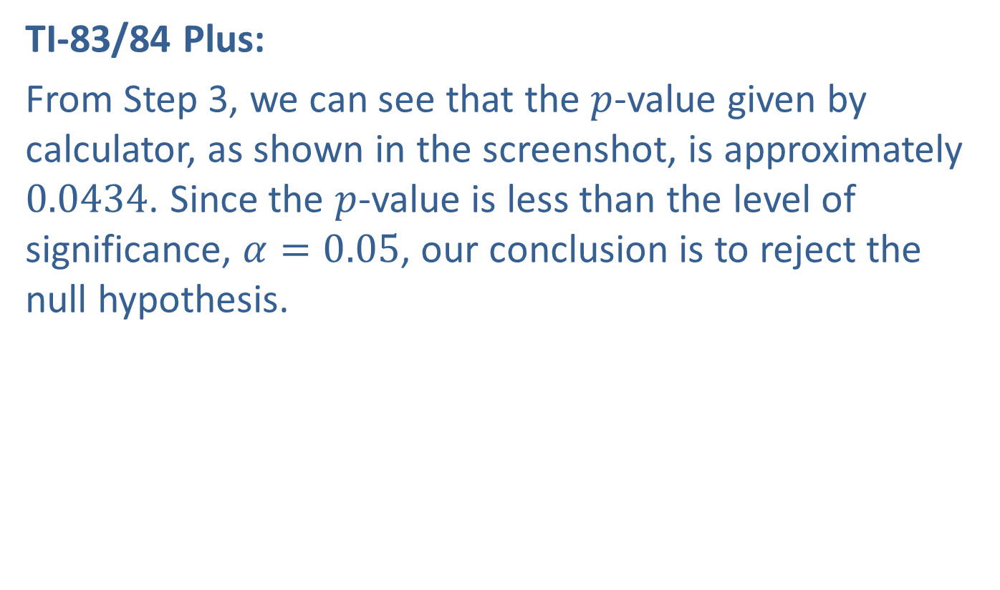 TI-83/84 Plus:
From Step 3, we can see that the p-value given by
calculator, as shown in the screenshot, is approximately
0.0434. Since the p-value is less than the level of
significance, α = 0.05, our conclusion is to reject the
null hypothesis.